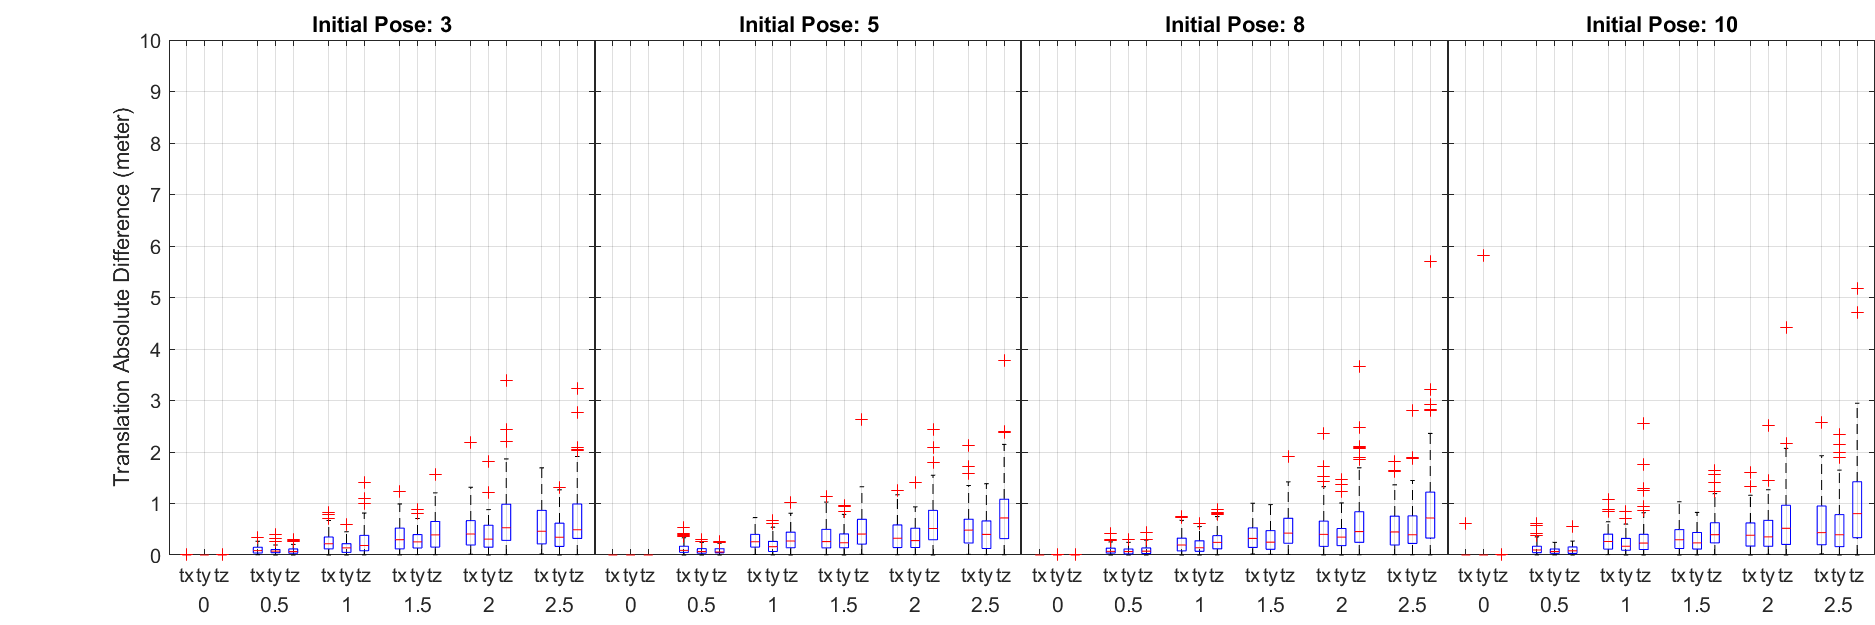 Initial Pose: 3 Initial Pose: 5 Initial Pose: 8 Initial Pose: 10
Translation Absolute Difference (meter)
10
9
8
7
6
5
4
3
2
1
0
tx ty tz tx ty tz tx ty tz tx ty tz tx ty tz tx ty tz tx ty tz tx ty tz tx ty tz tx ty tz tx ty tz tx ty tz tx ty tz tx ty tz tx ty tz tx ty tz tx ty tz tx ty tz tx ty tz tx ty tz tx ty tz tx ty tz tx ty tz tx ty tz
0 0.5 1 1.5 2 2.5 0 0.5 1 1.5 2 2.5 0 0.5 1 1.5 2 2.5 0 0.5 1 1.5 2 2.5